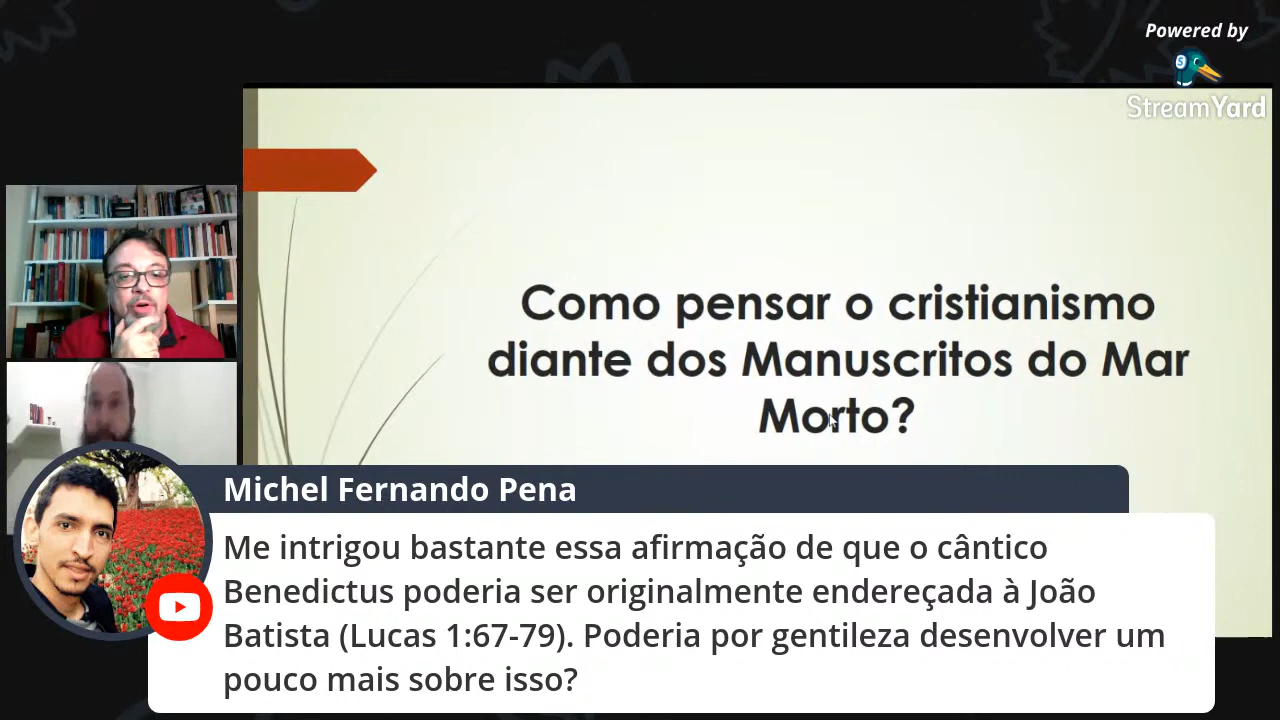 Powered by
StreamYard
Como pensar o cristianismo
diante dos Manuscritos do Mar
Morto?
Michel Fernando Pena
Me intrigou bastante essa afirmação de que o cântico
Benedictus poderia ser originalmente endereçada à João
Batista (Lucas 1:67-79). Poderia por gentileza desenvolver um
pouco mais sobre isso?